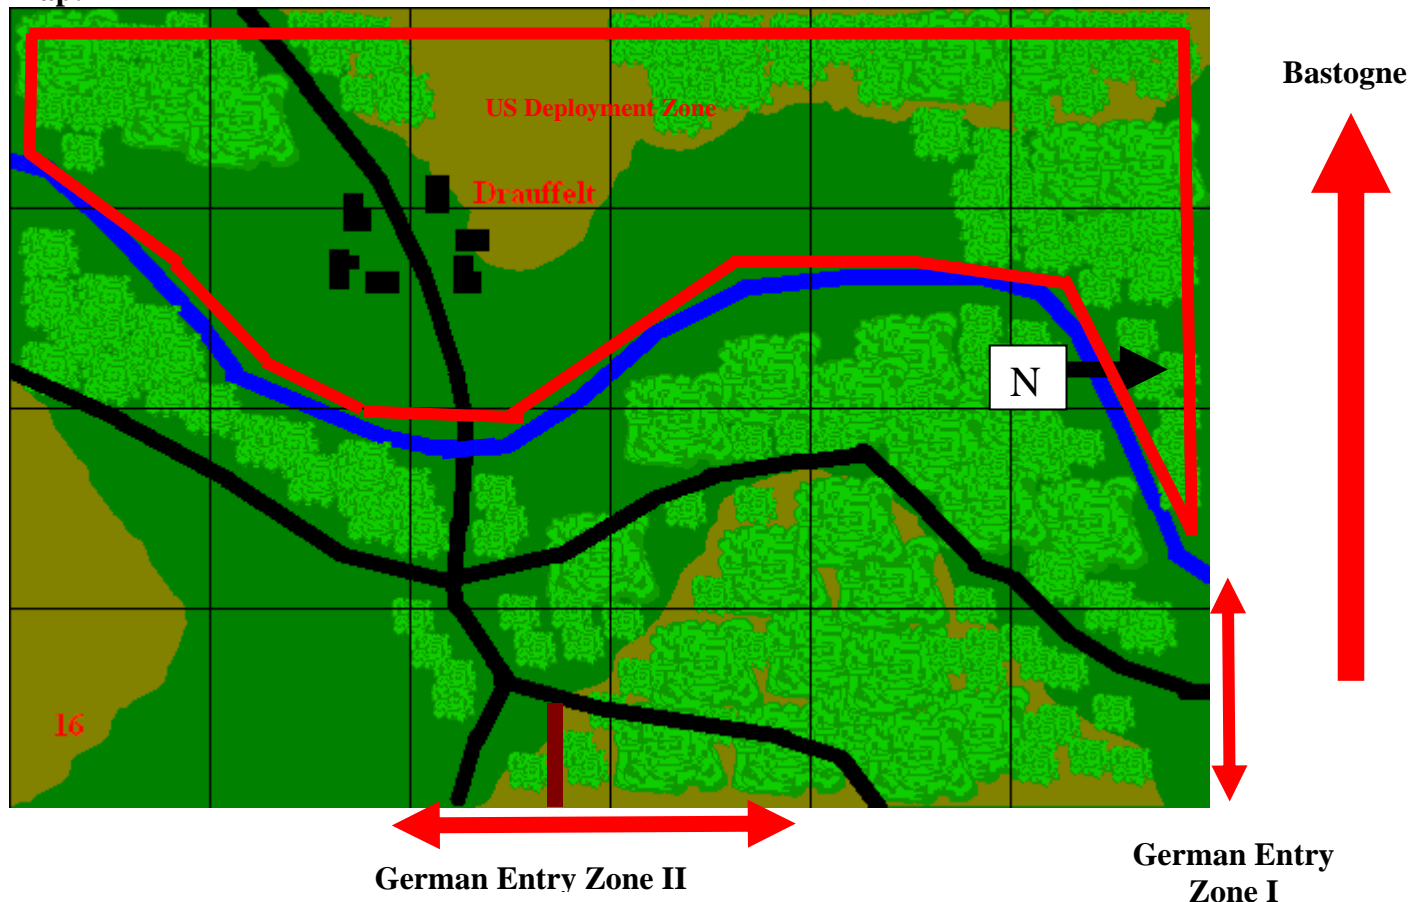 Bastogne
US Deployment Zone
Drauffelt
N
16
German Entry Zone II
German Entry
Zone I